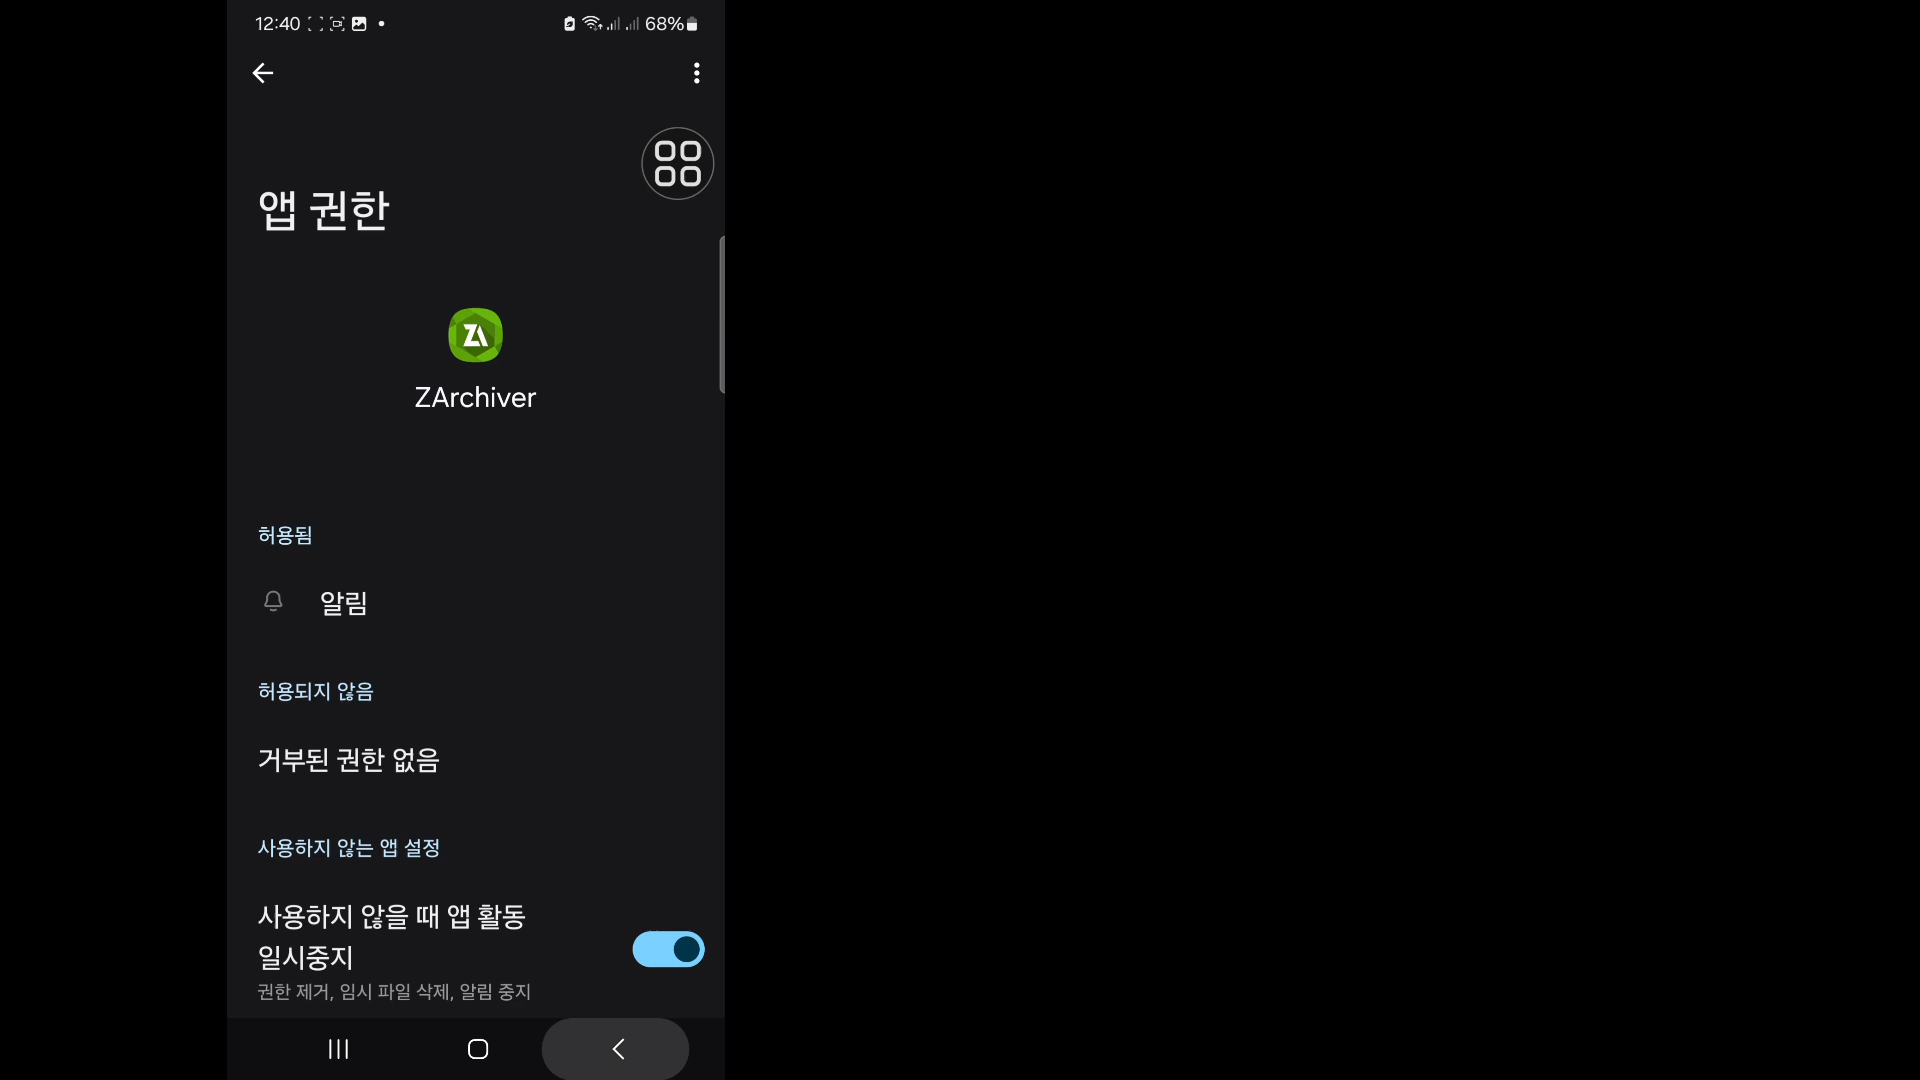 12:40
68%
앱 권한
ZArchiver
허용됨
알림
허용되지 않음
거부된 권한 없음
사용하지 않는 앱 설정
사용하지 않을 때 앱 활동
일시중지
권한 제거, 임시 파일 삭제, 알림 중지